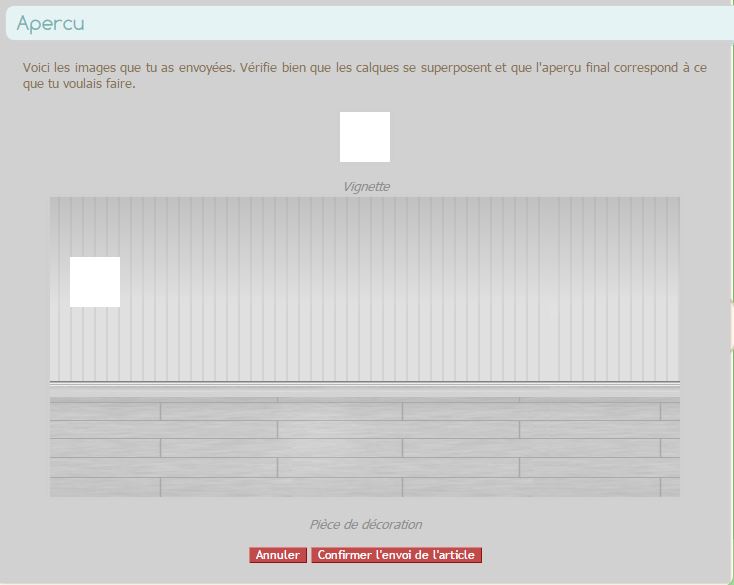 Apercu
Voici les images que tu as envoyées. Vérifie bien que les calques se superposent et que l'aperçu final correspond à ce
que tu voulais faire.
Vignette
Pièce de décoration
Annuler Confirmer l'envoi de l'article